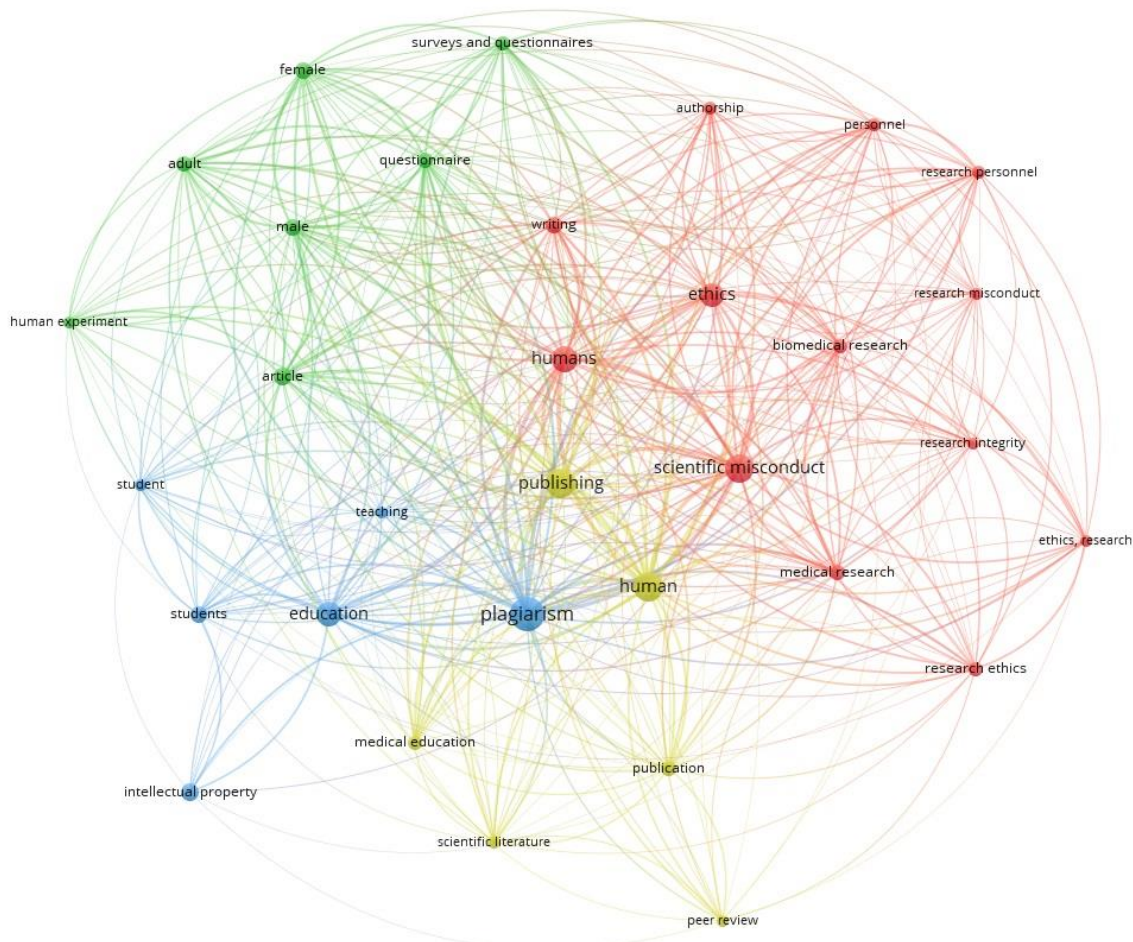 surveys and questionnaires
female
authorship
personnel
questionnaire
adult
research personnel
male
writing
ethics
research misconduct
human experiment
biomedical research
humans
article
research integrity
scientific misconduct
publishing
student
teaching
ethics, research
medical research
human
students
education
plagiarism
research ethics
medical education
publication
intellectual property
scientific literature
peer review